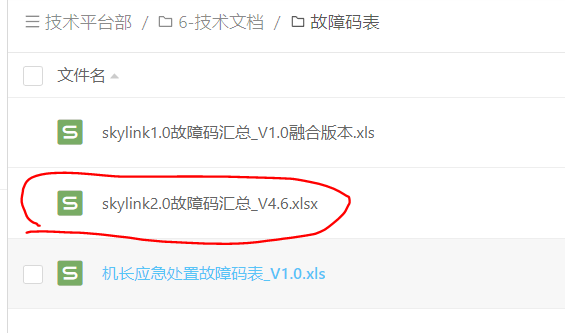 技术平台部 / 6-技术文档 / 故障码表
文件名
S skylink1.0故障码汇总_V1.0融合版本.xls
S skylink2.0故障码汇总_V4.6.xlsx
S 机长应急处置故障码表_V1.0.xls